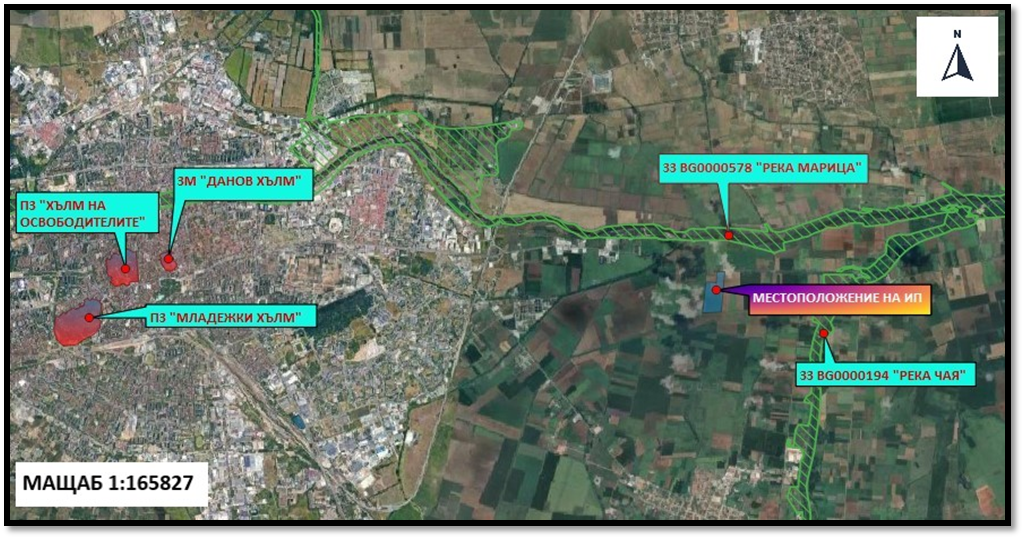 N
ЗЗ BG0000578 "РЕКА МАРИЦА"
ЗМ "ДАНОВ ХЪЛМ"
ПЗ "ХЪЛМ НА
ОСВОБОДИТЕЛИТЕ"
МЕСТОПОЛОЖЕНИЕ НА ИП
ПЗ "МЛАДЕЖКИ ХЪЛМ"
ЗЗ BG0000194 "РЕКА ЧАЯ"
МАЩАБ 1:165827